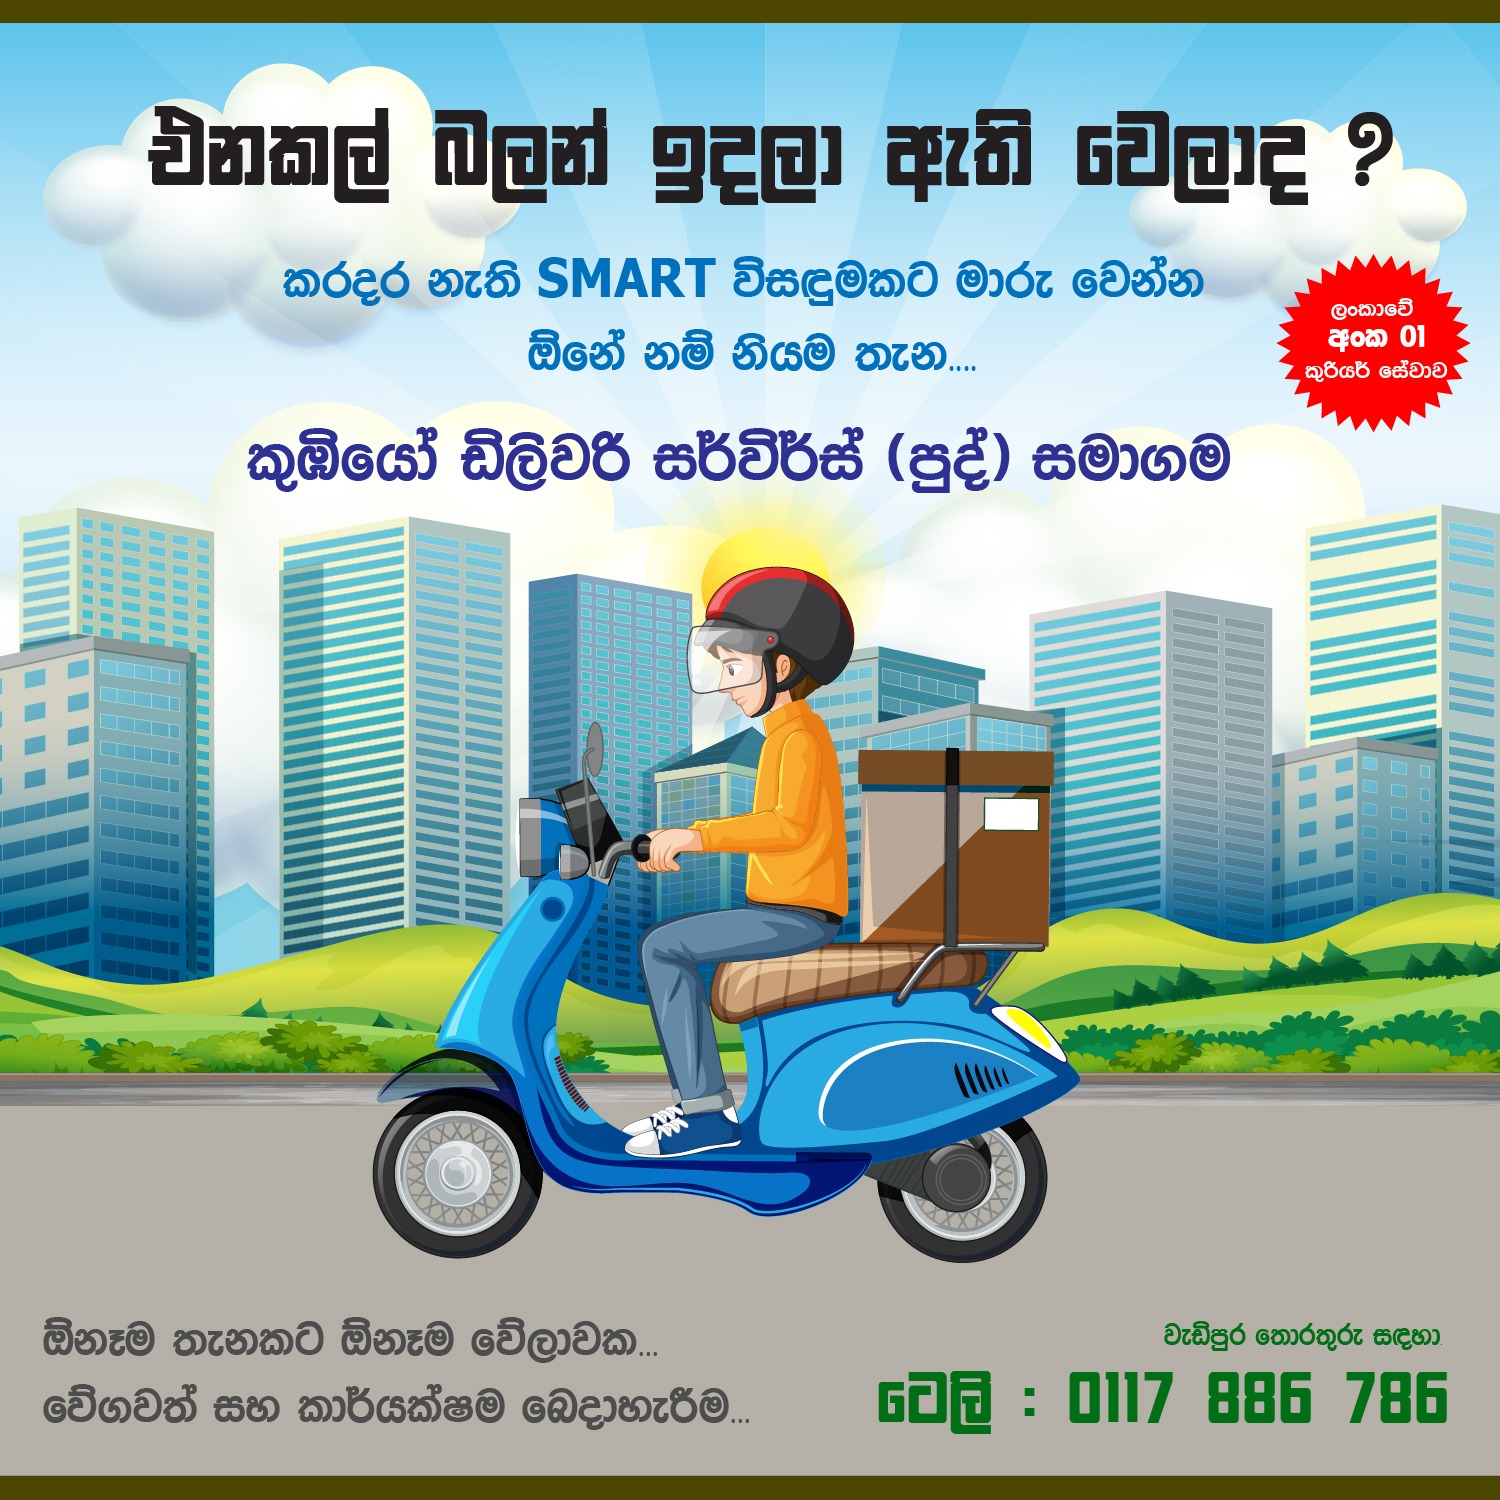 එනකල් බලන් ඉදලා ඇති වෙලාද ?
කරදර නැති SMART විසඳුමකට මාරු වෙන්න
ඕනේ නම් නියම තැන....
ලංකාවේ
අංක 01
කුරියර් සේවාව
කුඹියෝ ඩිලිවරි සර්විර්ස් (පුද්) සමාගම
ඕනෑම තැනකට ඕනෑම වේලාවක...
වේගවත් සහ කාර්යක්ෂම බෙදාහැරීම...
වැඩිපුර තොරතුරු සඳහා
ටෙලි : 0117 886 786